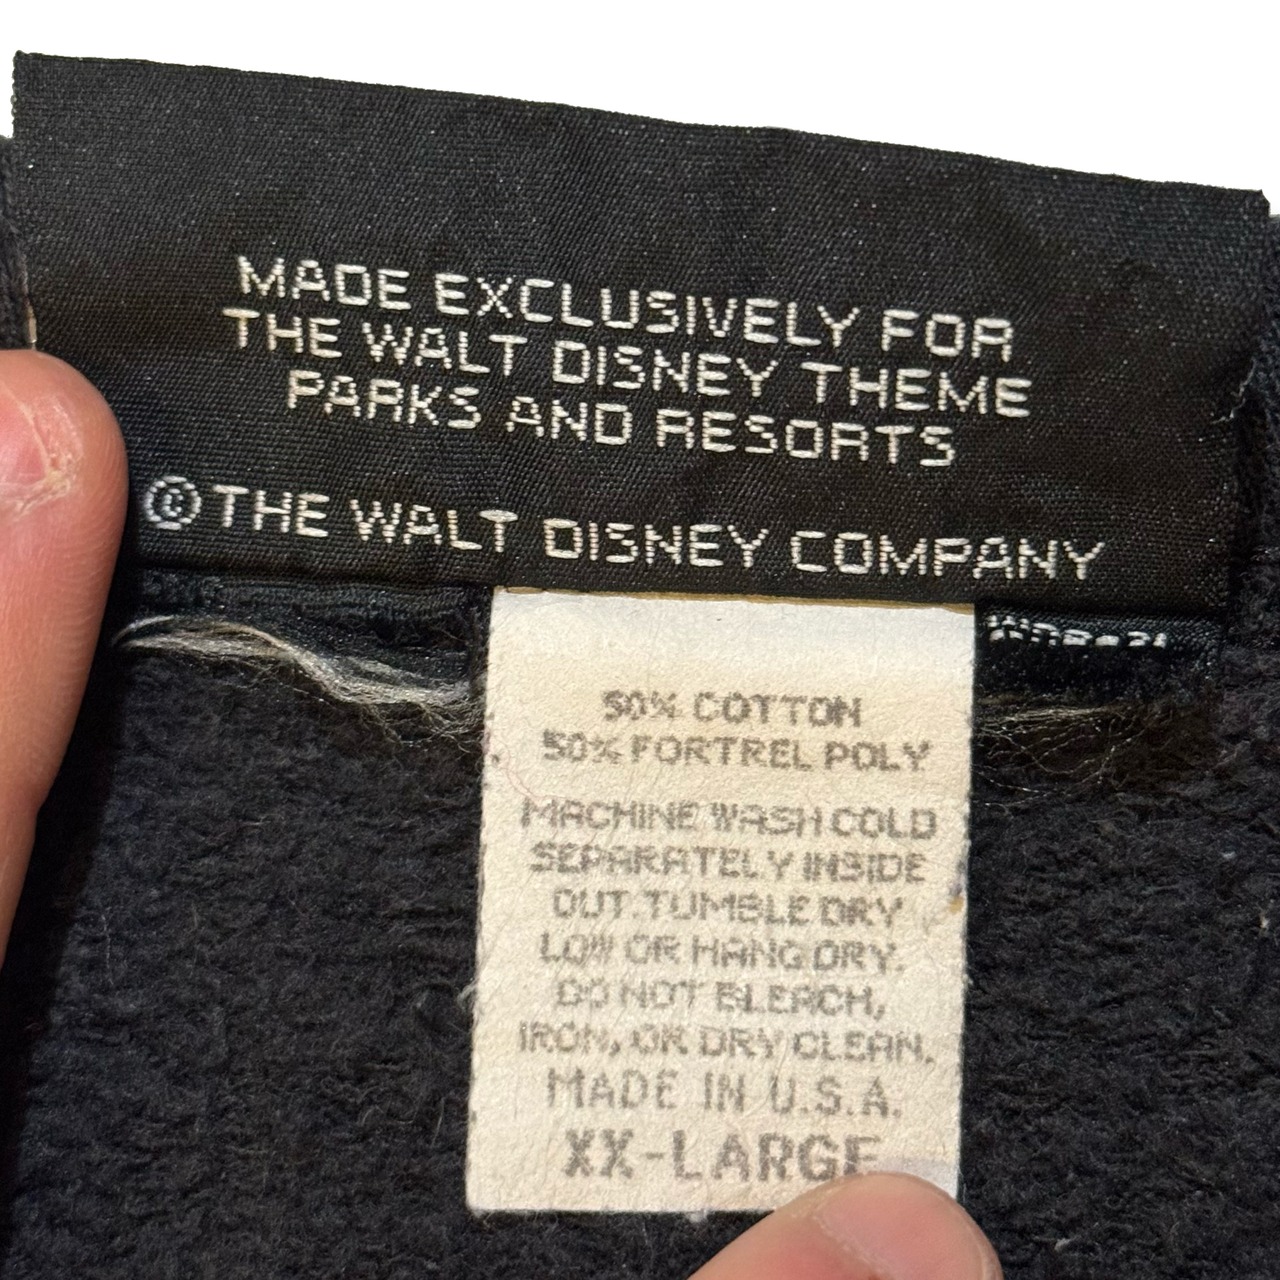 MADE EXCLUSIVELY FOR
THE WALT DISNEY THEME
PARKS AND RESORTS
©THE WALT DISNEY COMPANY
50% COTTON
50% FORTREL POLY
MACHINE WASH COLD
SEPARATELY INSIDE
OUT. TUMBLE DRY
LOW OR HANG DRY.
DO NOT BLEACH,
IRON, OR DRY CLEAN.
MADE IN U.S.A.
XX-LARGE